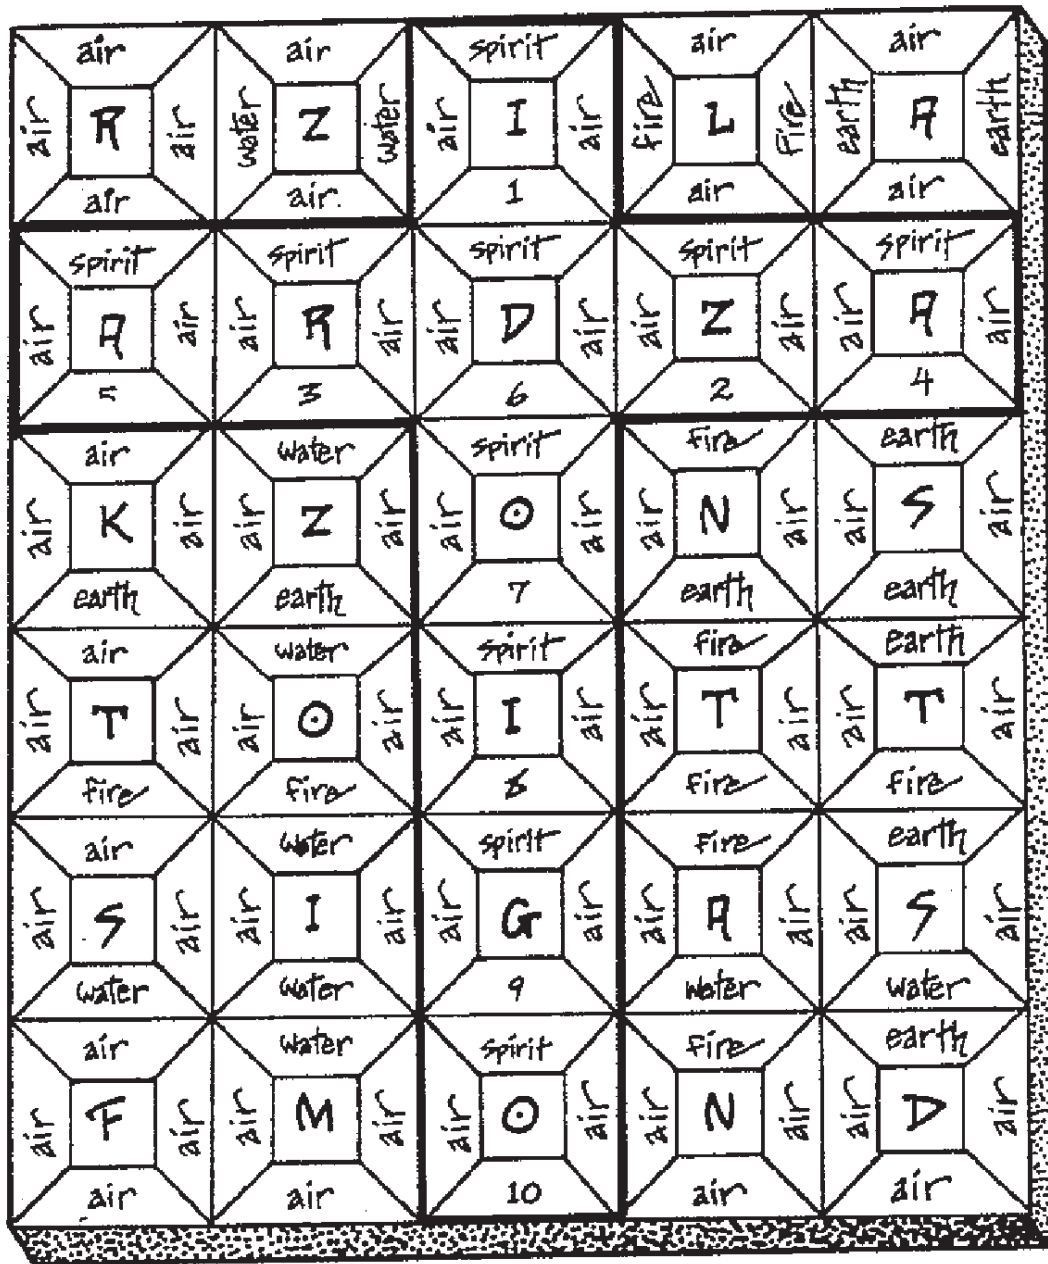 air air spirit air air
air R air water Z water air I air fire L fire earth A earth
air air. 1 air air
spirit spirit spirit spirit spirit
air A air air R air air D air air Z air air A air
5 3 6 2 4
air water spirit fire earth
air K air air Z air air O air air N air air S air
earth earth 7 earth earth
air water spirit fire earth
air T air air O air air I air air T air air T air
fire fire 8 fire fire
air water spirit fire earth
air S air air I air air G air air A air air S air
water water 9 water water
air water spirit fire earth
air F air air M air air O air air N air air D air
air air 10 air air